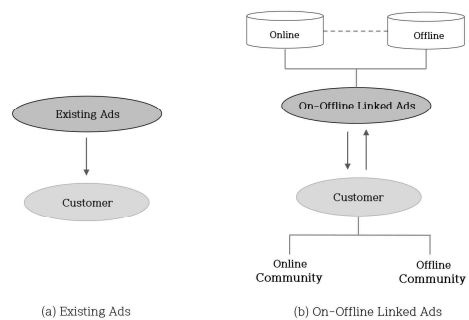 Online
Offline
Existing Ads
On-Offline Linked Ads
Customer
Customer
Online
Community
Offline
Community
(a) Existing Ads
(b) On-Offline Linked Ads